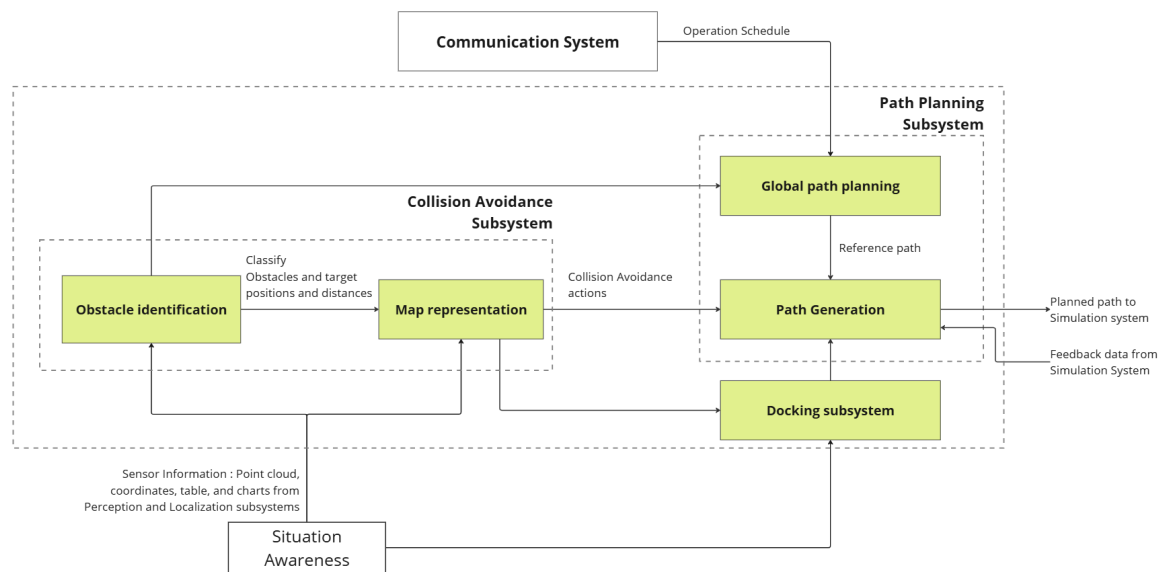 Communication System
Operation Schedule
Path Planning
Subsystem
Global path planning
Collision Avoidance
Subsystem
Reference path
Classify
Obstacles and target
positions and distances
Collision Avoidance
actions
Obstacle identification
Map representation
Path Generation
Planned path to
Simulation system
Feedback data from
Simulation System
Docking subsystem
Sensor Information : Point cloud,
coordinates, table, and charts from
Perception and Localization subsystems
Situation
Awareness